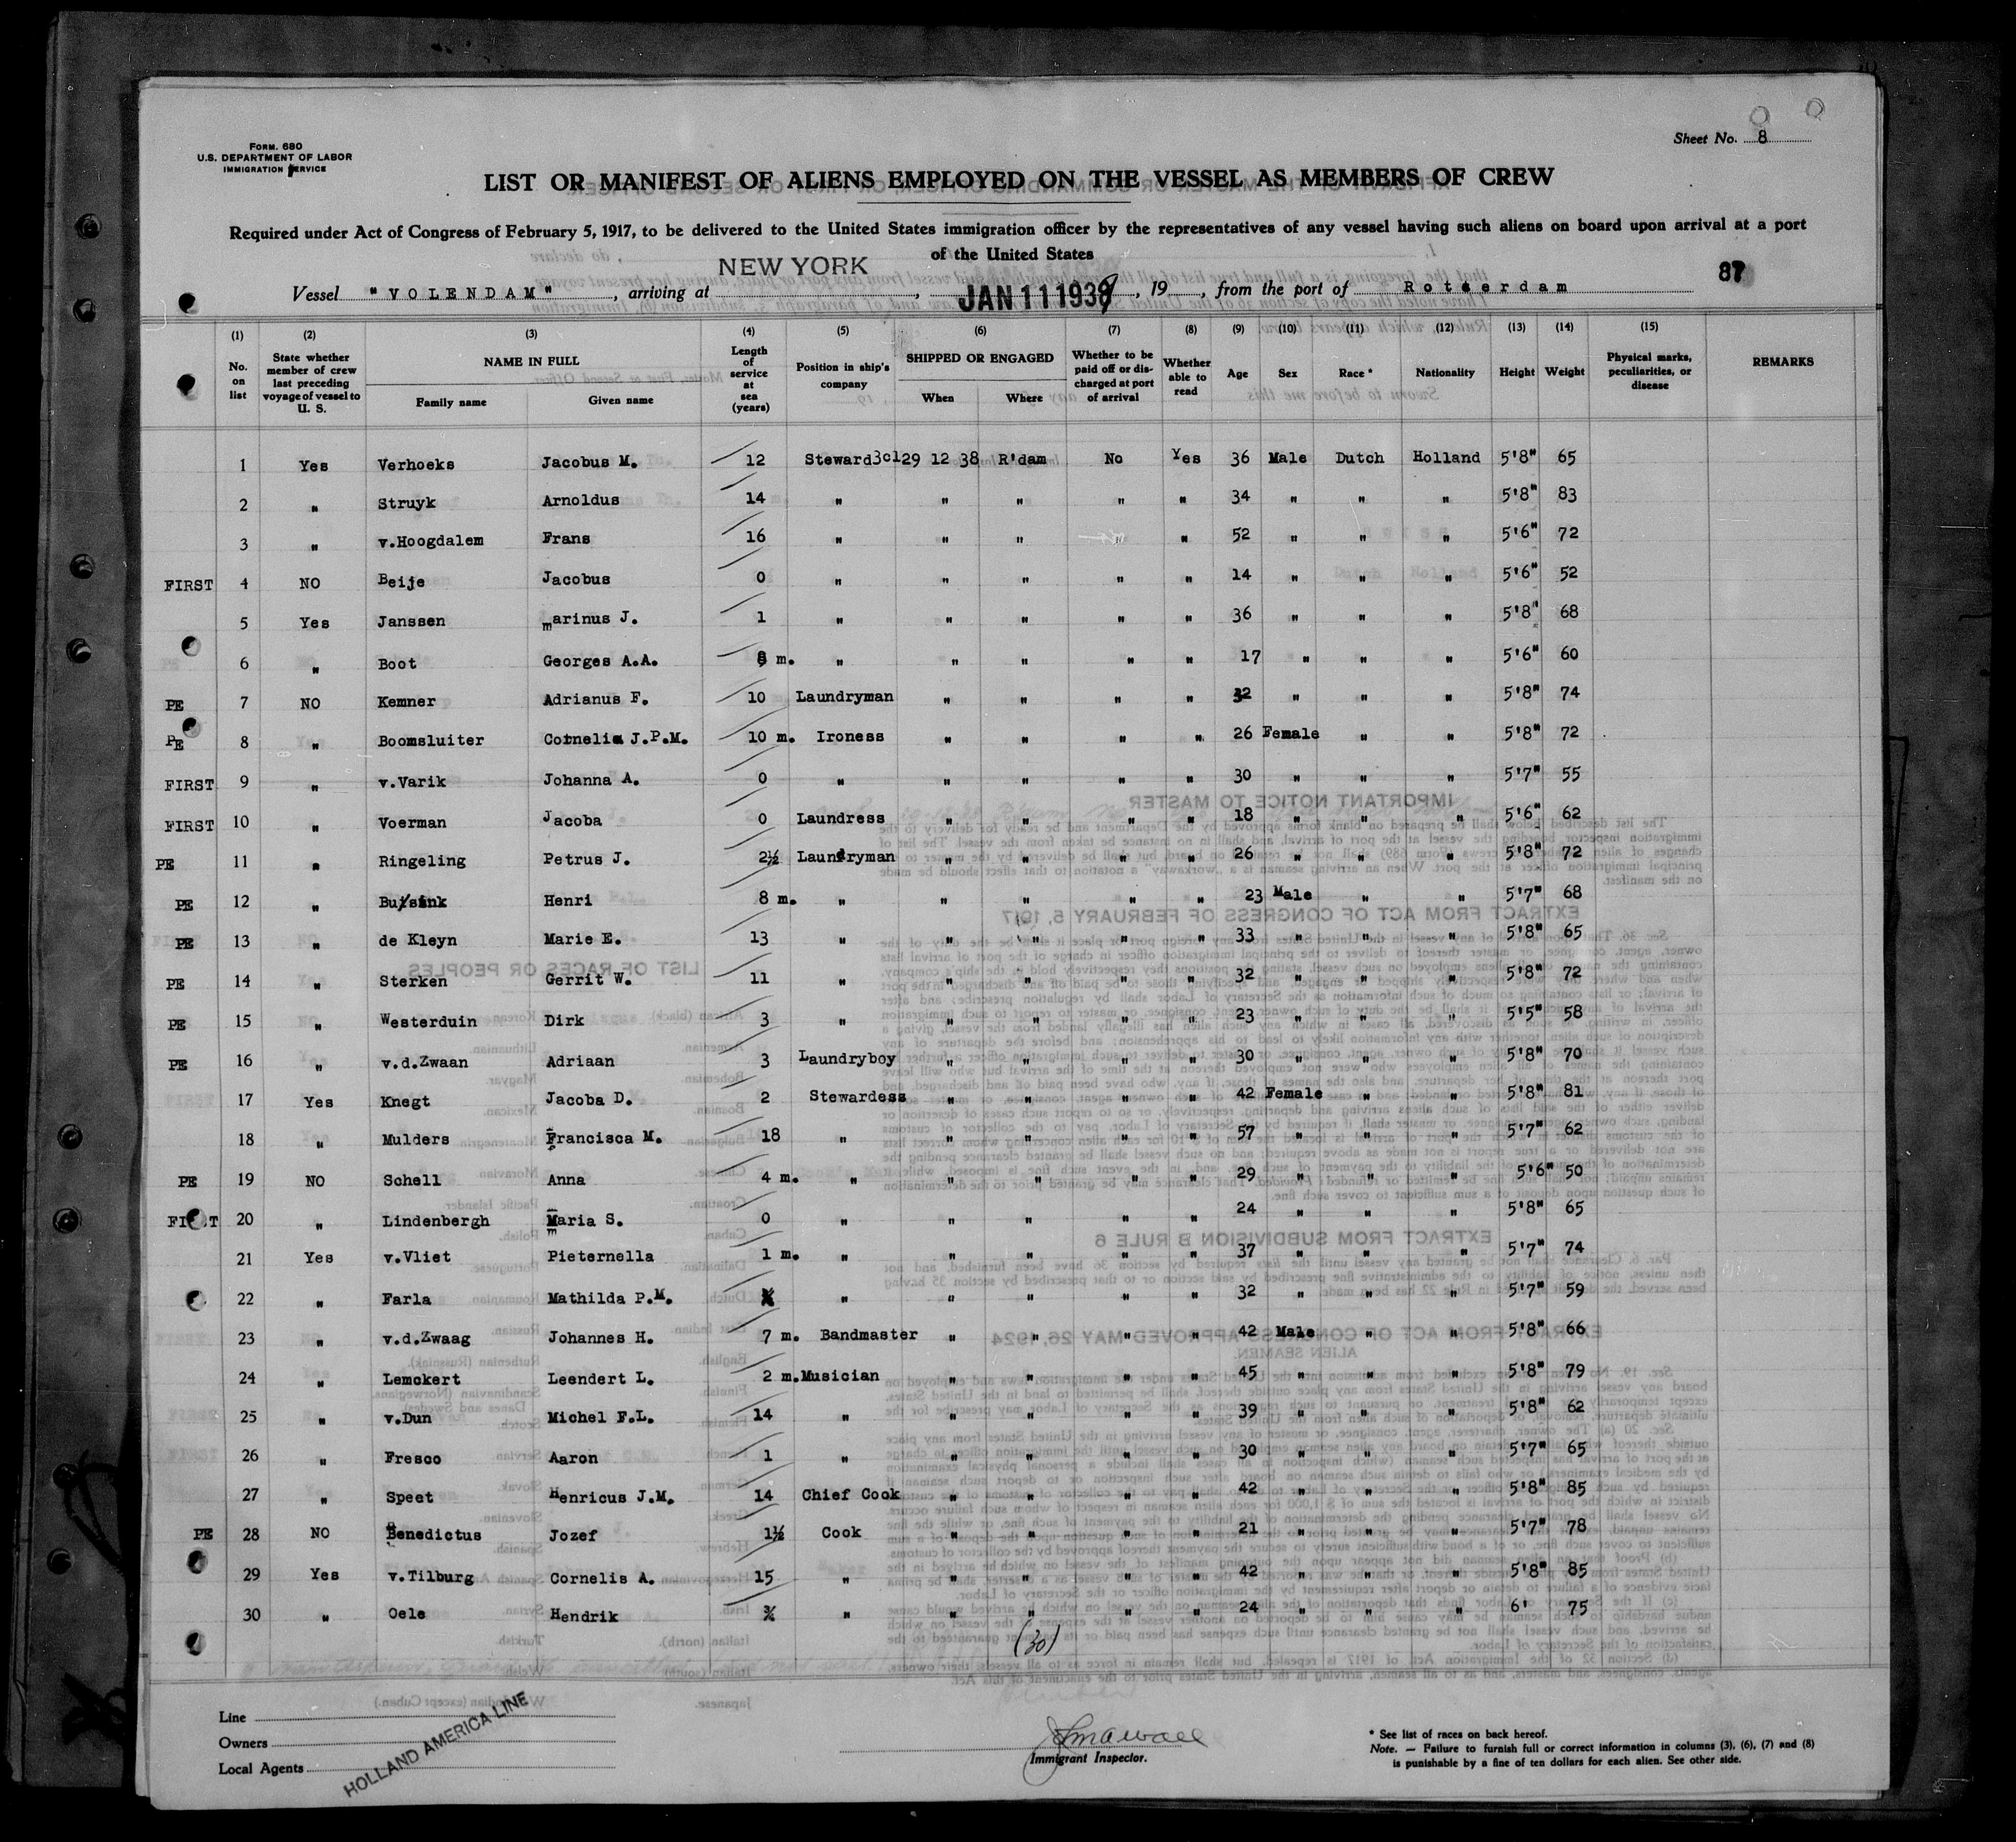 Form. 680
U.S. DEPARTMENT OF LABOR
IMMIGRATION SERVICE
Sheet No. 8
LIST OR MANIFEST OF ALIENS EMPLOYED ON THE VESSEL AS MEMBERS OF CREW
Required under Act of Congress of February 5, 1917, to be delivered to the United States immigration officer by the representatives of any vessel having such aliens on board upon arrival at a port
of the United States
87
Vessel "VOLENDAM", arriving at NEW YORK, JAN 11 1939, 19, from the port of Rotterdam
(1) (2) (3) (4) (5) (6) (7) (8) (9) (10) (11) (12) (13) (14) (15)
No. on list | State whether member of crew last preceding voyage of vessel to U. S. | NAME IN FULL Family name Given name | Length of service at sea (years) | Position in ship's company | SHIPPED OR ENGAGED When Where | Whether to be paid off or discharged at port of arrival | Whether able to read | Age | Sex | Race * | Nationality | Height | Weight | Physical marks, peculiarities, or disease | REMARKS
1 Yes Verhoeks Jacobus M. 12 Steward3cl 29 12 38 R'dam No Yes 36 Male Dutch Holland 5'8" 65
2 " Struyk Arnoldus 14 " " " " " 34 " " " 5'8" 83
3 " v.Hoogdalem Frans 16 " " " " " 52 " " " 5'6" 72
FIRST 4 NO Beije Jacobus 0 " " " " " 14 " " " 5'6" 52
5 Yes Janssen marinus J. 1 " " " " " 36 " " " 5'8" 68
6 " Boot Georges A.A. 8 m. " " " " " 17 " " " 5'6" 60
PE 7 NO Kemner Adrianus F. 10 Laundryman " " " " 32 " " " 5'8" 74
PE 8 " Boomsluiter Cornelia J.P.M. 10 m. Ironess " " " " 26 Female " " 5'8" 72
FIRST 9 " v.Varik Johanna A. 0 " " " " " 30 " " " 5'7" 55
FIRST 10 " Voerman Jacoba 0 Laundress " " " " 18 " " " 5'6" 62
PE 11 " Ringeling Petrus J. 2½ Laundryman " " " " 26 " " " 5'8" 72
PE 12 " Henri 8 m. " " " " " 23 Male " " 5'7" 68
PE 13 " de Kleyn Marie E. 13 " " " " " 33 " " " 5'8" 65
PE 14 " Sterken Gerrit W. 11 " " " " " 32 " " " 5'8" 72
PE 15 " Westerduin Dirk 3 " " " " " 23 " " " 5'5" 58
PE 16 " v.d.Zwaan Adriaan 3 Laundryboy " " " " 30 " " " 5'8" 70
17 Yes Knegt Jacoba D. 2 Stewardess " " " " 42 Female " " 5'8" 81
18 " Mulders Francisca M. 18 " " " " " 57 " " " 5'7" 62
PE 19 NO Schell Anna 4 m. " " " " " 29 " " " 5'6" 50
FIRST 20 " Lindenbergh Maria S. 0 " " " " " 24 " " " 5'8" 65
21 Yes v.Vliet Pieternella 1 m. " " " " " 37 " " " 5'7" 74
22 " Farla Mathilda P.M. " " " " " 32 " " " 5'7" 59
23 " v.d.Zwaag Johannes H. 7 m. Bandmaster " " " " 42 Male " " 5'8" 66
24 " Lemckert Leendert L. 2 m. Musician " " " " 45 " " " 5'8" 79
25 " v.Dun Michel F.L. 14 " " " " " 39 " " " 5'8" 62
26 " Fresco Aaron 1 " " " " " 30 " " " 5'7" 65
27 " Speet Henricus J.M. 14 Chief Cook " " " " 42 " " " 5'8" 85
PE 28 NO Benedictus Jozef 1½ Cook " " " " 21 " " " 5'7" 78
29 Yes v.Tilburg Cornelis A. 15 " " " " " 42 " " " 5'8" 85
30 " Oele Hendrik ¾ " " " " " 24 " " " 6' 75
(30)
Line
Owners
Local Agents
HOLLAND AMERICA LINE
Immigrant Inspector.
* See list of races on back hereof.
Note. — Failure to furnish full or correct information in columns (3), (6), (7) and (8)
is punishable by a fine of ten dollars for each alien. See other side.